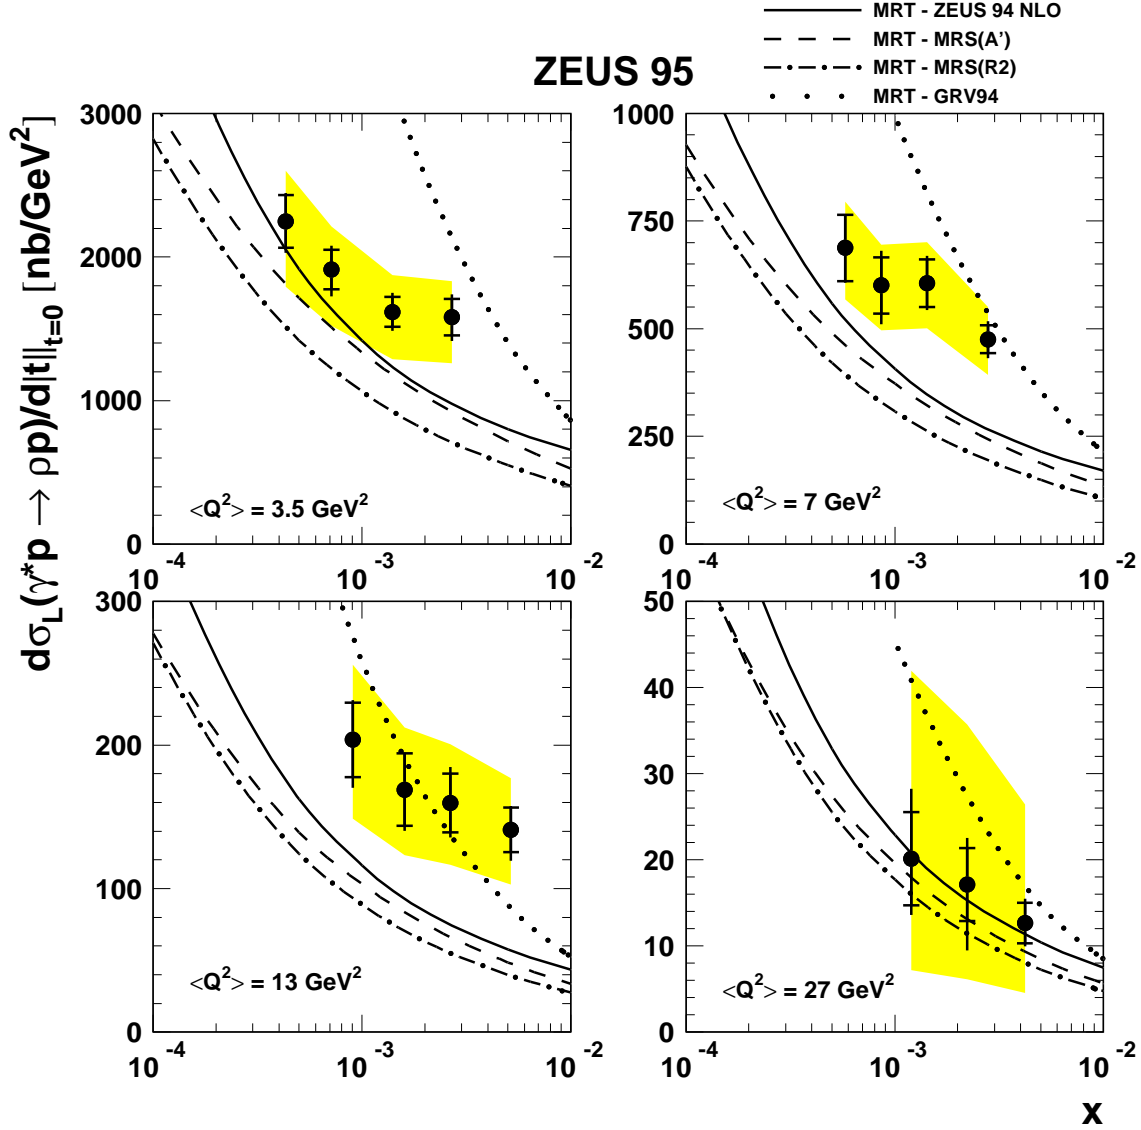 MRT - ZEUS 94 NLO
MRT - MRS(A')
MRT - MRS(R2)
MRT - GRV94
ZEUS 95
dσL(γ*p → ρp)/d|t||t=0 [nb/GeV2]
3000
2000
1000
0
<Q2> = 3.5 GeV2
10-4 10-3 10-2
1000
750
500
250
0
<Q2> = 7 GeV2
10-4 10-3 10-2
300
200
100
0
<Q2> = 13 GeV2
10-4 10-3 10-2
50
40
30
20
10
0
<Q2> = 27 GeV2
10-4 10-3 10-2
x